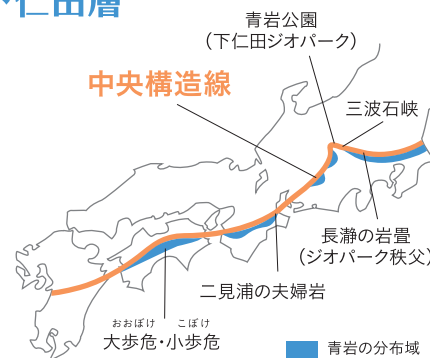 下仁田層
青岩公園
（下仁田ジオパーク）
中央構造線
三波石峡
長瀞の岩畳
（ジオパーク秩父）
二見浦の夫婦岩
おおぼけ こぼけ
大歩危・小歩危
青岩の分布域